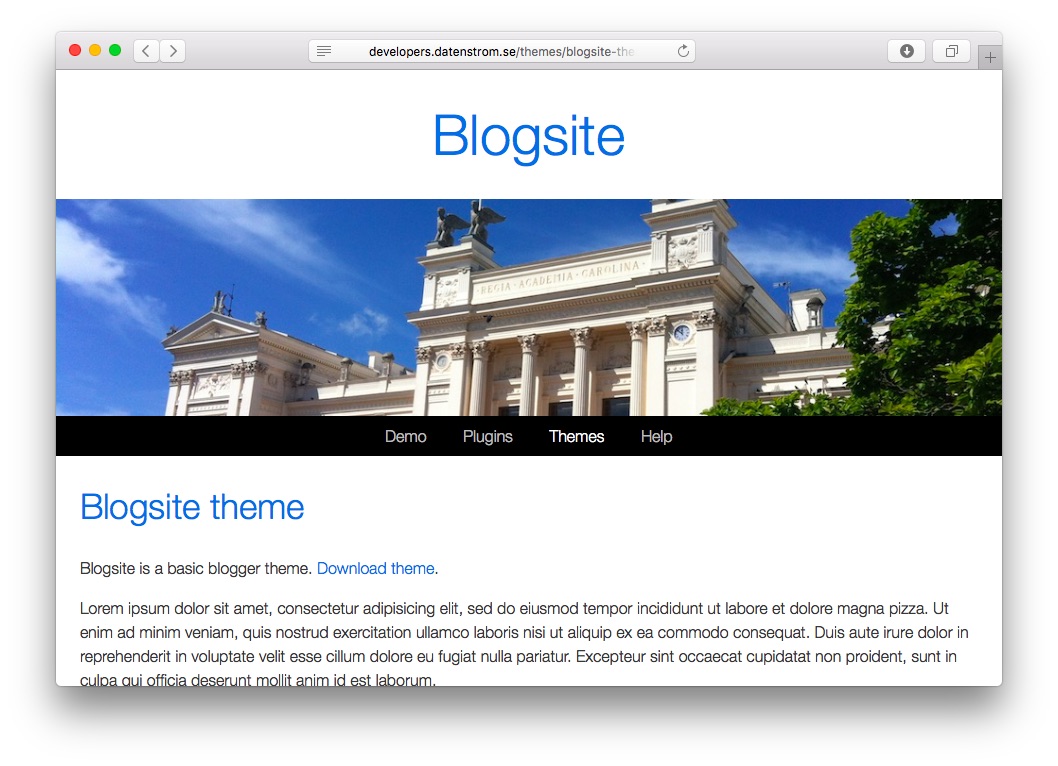 developers.datenstrom.se/themes/blogsite-the
Blogsite
REGIA·ACADEMIA·CAROLINA·
Demo Plugins Themes Help
Blogsite theme
Blogsite is a basic blogger theme. Download theme.
Lorem ipsum dolor sit amet, consectetur adipisicing elit, sed do eiusmod tempor incididunt ut labore et dolore magna pizza. Ut
enim ad minim veniam, quis nostrud exercitation ullamco laboris nisi ut aliquip ex ea commodo consequat. Duis aute irure dolor in
reprehenderit in voluptate velit esse cillum dolore eu fugiat nulla pariatur. Excepteur sint occaecat cupidatat non proident, sunt in
culpa qui officia deserunt mollit anim id est laborum.